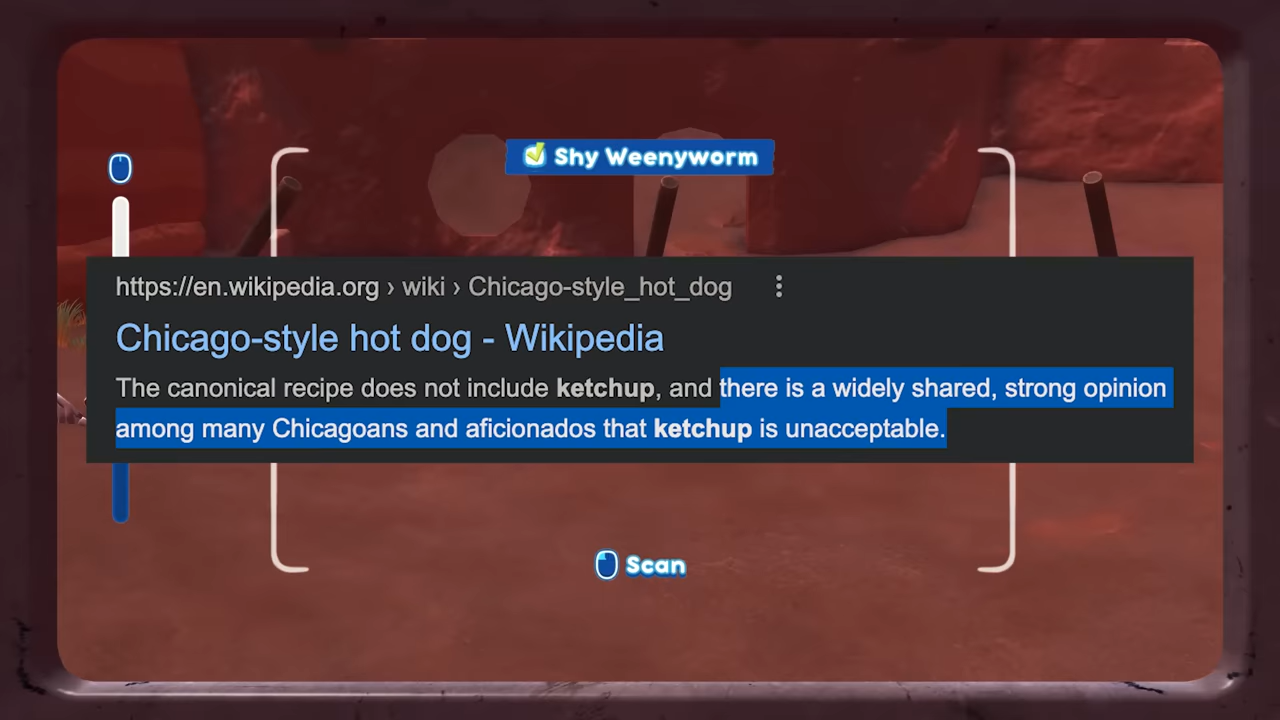 Shy Weenyworm
https://en.wikipedia.org › wiki › Chicago-style_hot_dog
Chicago-style hot dog - Wikipedia
The canonical recipe does not include ketchup, and there is a widely shared, strong opinion
among many Chicagoans and aficionados that ketchup is unacceptable.
Scan